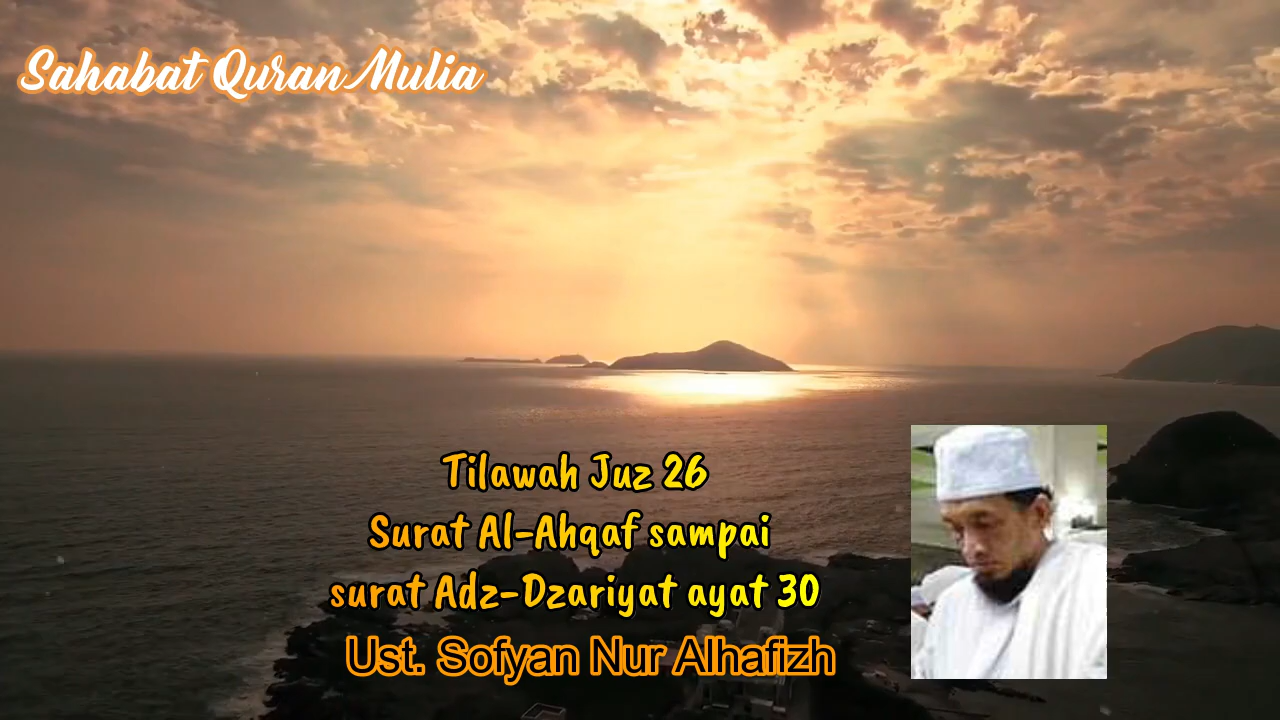 Sahabat Quran Mulia
Tilawah Juz 26
Surat Al-Ahqaf sampai
surat Adz-Dzariyat ayat 30
Ust. Sofyan Nur Alhafizh